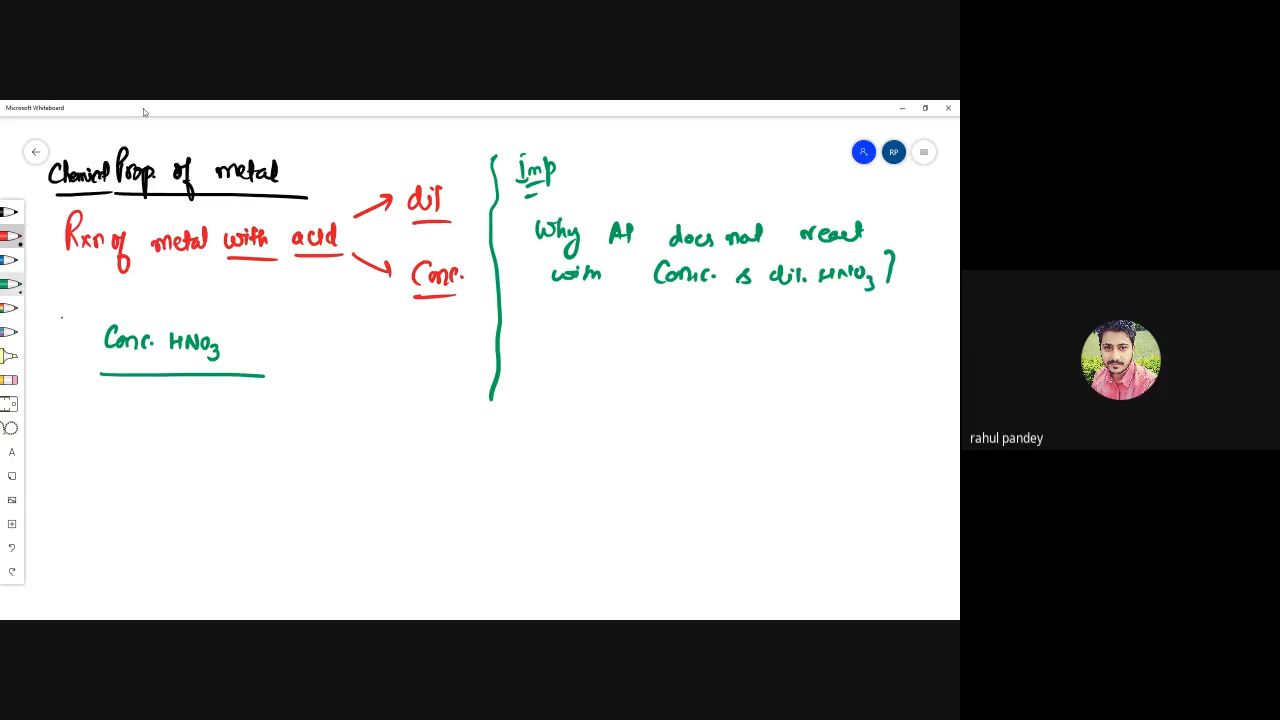 Microsoft Whiteboard
RP
Chemical Prop. of metal
Rxn of metal with acid
dil
Conc.
Conc. HNO3
Imp
Why Al does not react
with Conc. & dil. HNO3?
A
rahul pandey